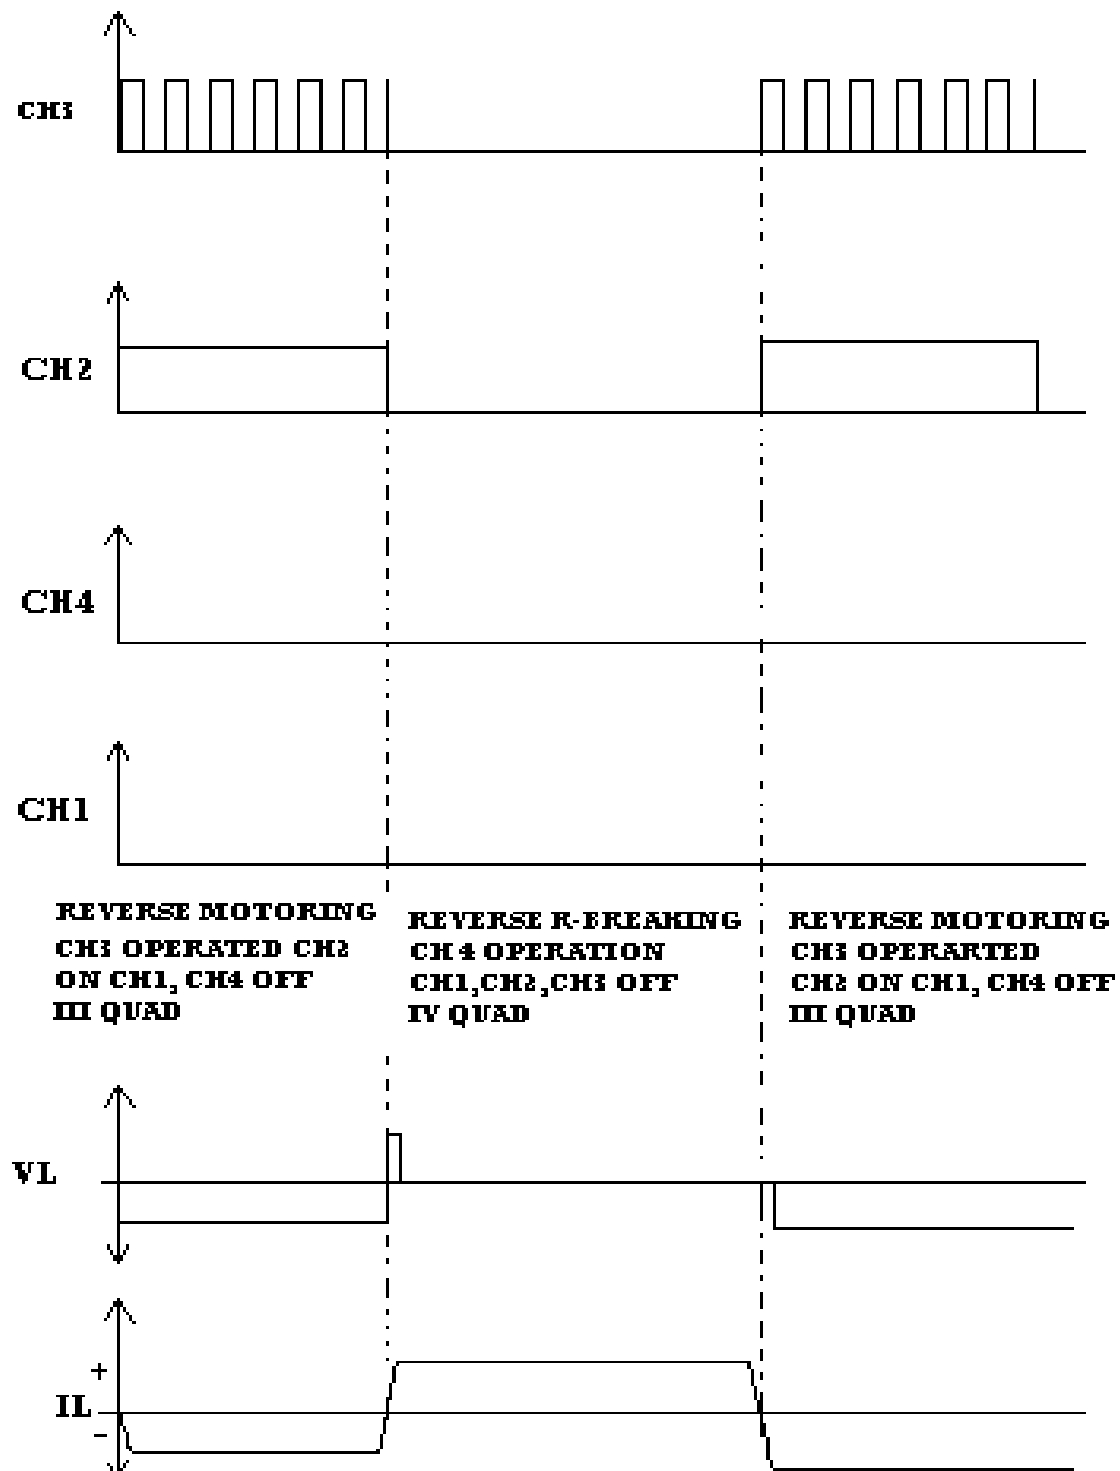 CH3
CH2
CH4
CH1
REVERSE MOTORING
CH3 OPERATED CH2
ON CH1, CH4 OFF
III QUAD
REVERSE R-BREAKING
CH 4 OPERATION
CH1,CH2,CH3 OFF
IV QUAD
REVERSE MOTORING
CH3 OPERARTED
CH2 ON CH1, CH4 OFF
III QUAD
VL
+
IL
-